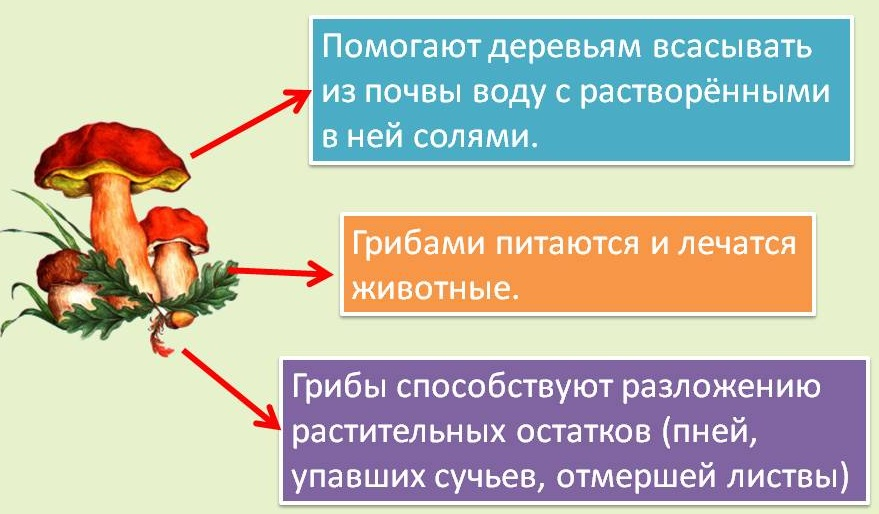 Помогают деревьям всасывать
из почвы воду с растворёнными
в ней солями.
Грибами питаются и лечатся
животные.
Грибы способствуют разложению
растительных остатков (пней,
упавших сучьев, отмершей листвы)